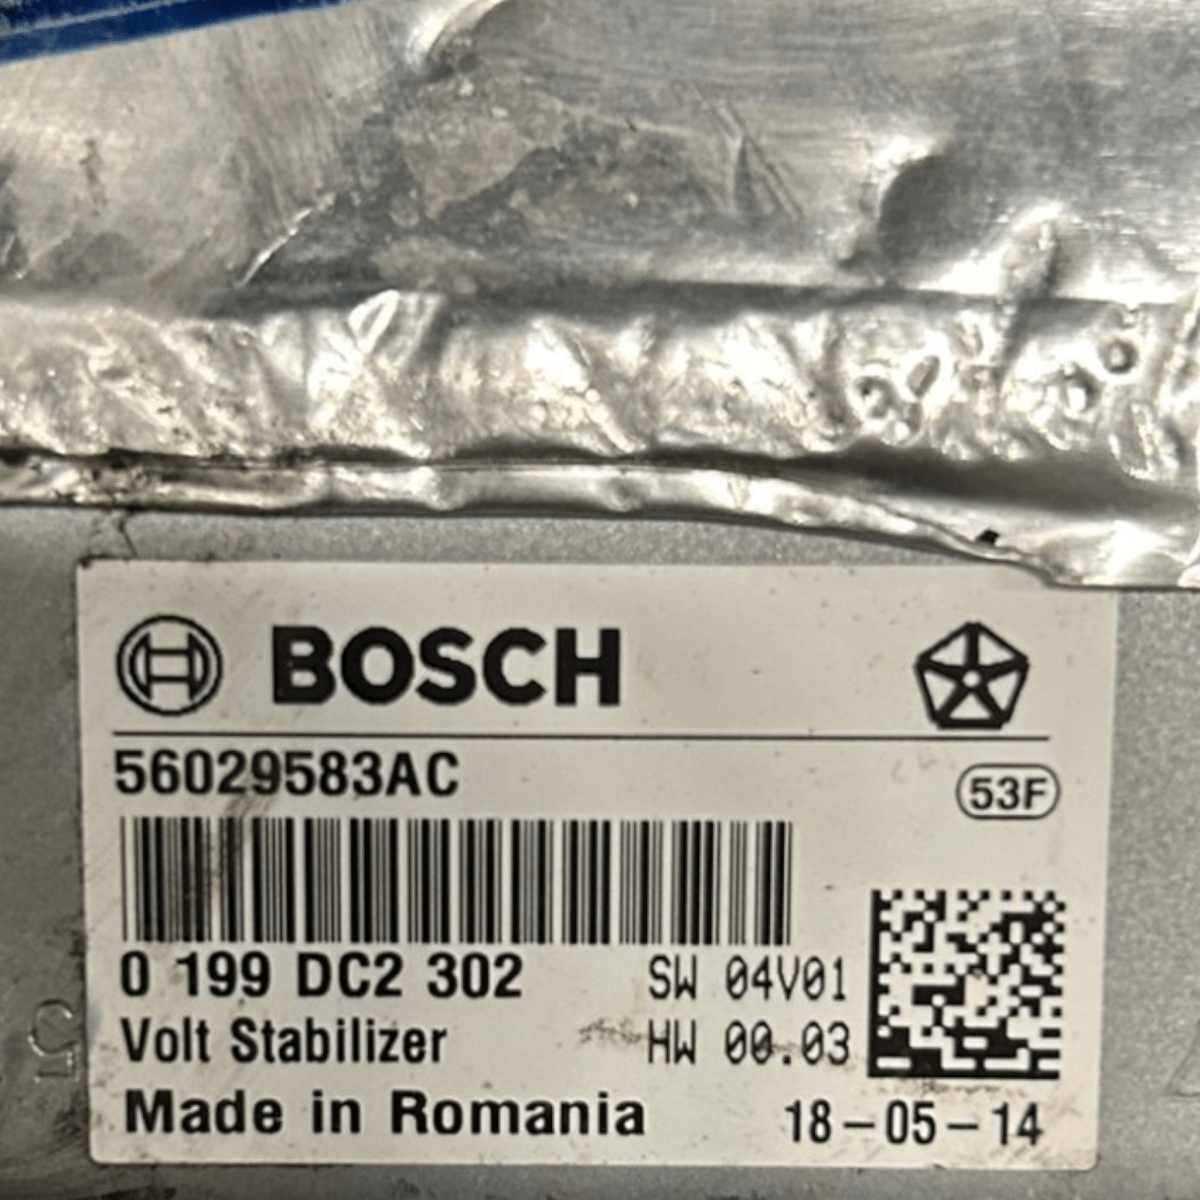 BOSCH
56029583AC
53F
0 199 DC2 302
SW 04V01
Volt Stabilizer
HW 00.03
Made in Romania
18-05-14